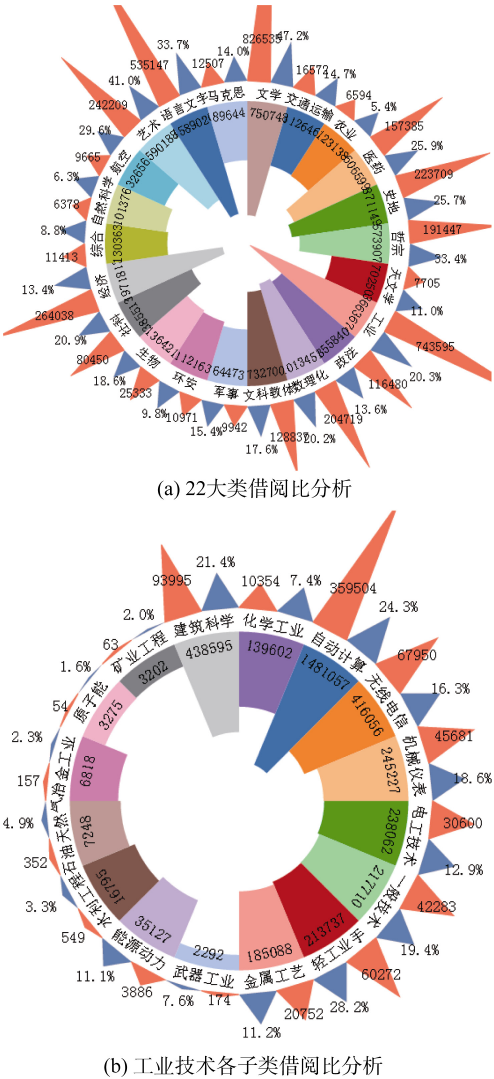 826535
47.2%
16572
14.7%
6594
5.4%
157385
25.9%
223709
25.7%
191447
33.4%
7705
11.0%
743595
20.3%
116480
13.6%
204719
20.2%
128837
17.6%
9942
15.4%
10971
9.8%
25333
18.6%
80450
20.9%
264038
13.4%
11413
8.8%
6378
6.3%
9665
29.6%
242209
41.0%
535147
33.7%
12507
14.0%
文学
交通运输
农业
医药
史地
哲宗
天文学
工业
政法
数理化
文科教体
军事
环安
生物
社科
经济
综合
自然科学
航空
艺术
语言文字
马克思
573907
855840
732700
64473
112163
130363
101376
32656
89644
(a) 22大类借阅比分析
10354
7.4%
359504
24.3%
67950
16.3%
45681
18.6%
30600
12.9%
42283
19.4%
60272
28.2%
20752
11.2%
174
7.6%
3886
11.1%
549
3.3%
352
4.9%
157
2.3%
54
1.6%
63
2.0%
93995
21.4%
化学工业
自动计算
无线电信
机械仪表
电工技术
一般技术
轻工业手
金属工艺
武器工业
能源动力
水利工程
石油天然气
冶金工业
原子能
矿业工程
建筑科学
139602
1481057
416056
245227
238062
217710
213737
185088
2292
35127
16795
7248
6818
3275
3202
438595
(b) 工业技术各子类借阅比分析